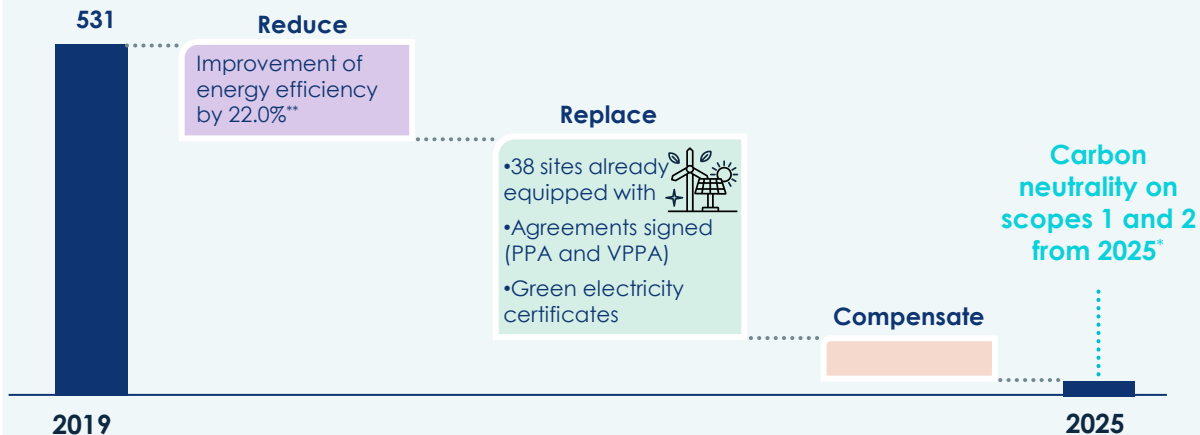 531
Reduce
Improvement of
energy efficiency
by 22.0%**
Replace
•38 sites already
equipped with
•Agreements signed
(PPA and VPPA)
•Green electricity
certificates
Compensate
Carbon
neutrality on
scopes 1 and 2
from 2025*
2019
2025